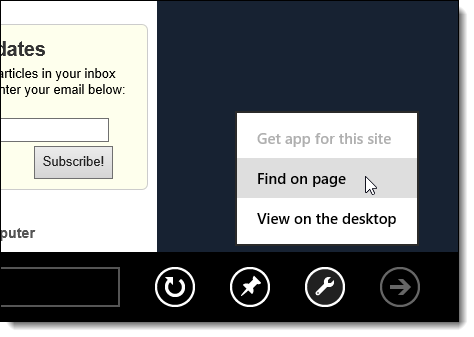 dates
articles in your inbox
nter your email below:
Subscribe!
puter
Get app for this site
Find on page
View on the desktop